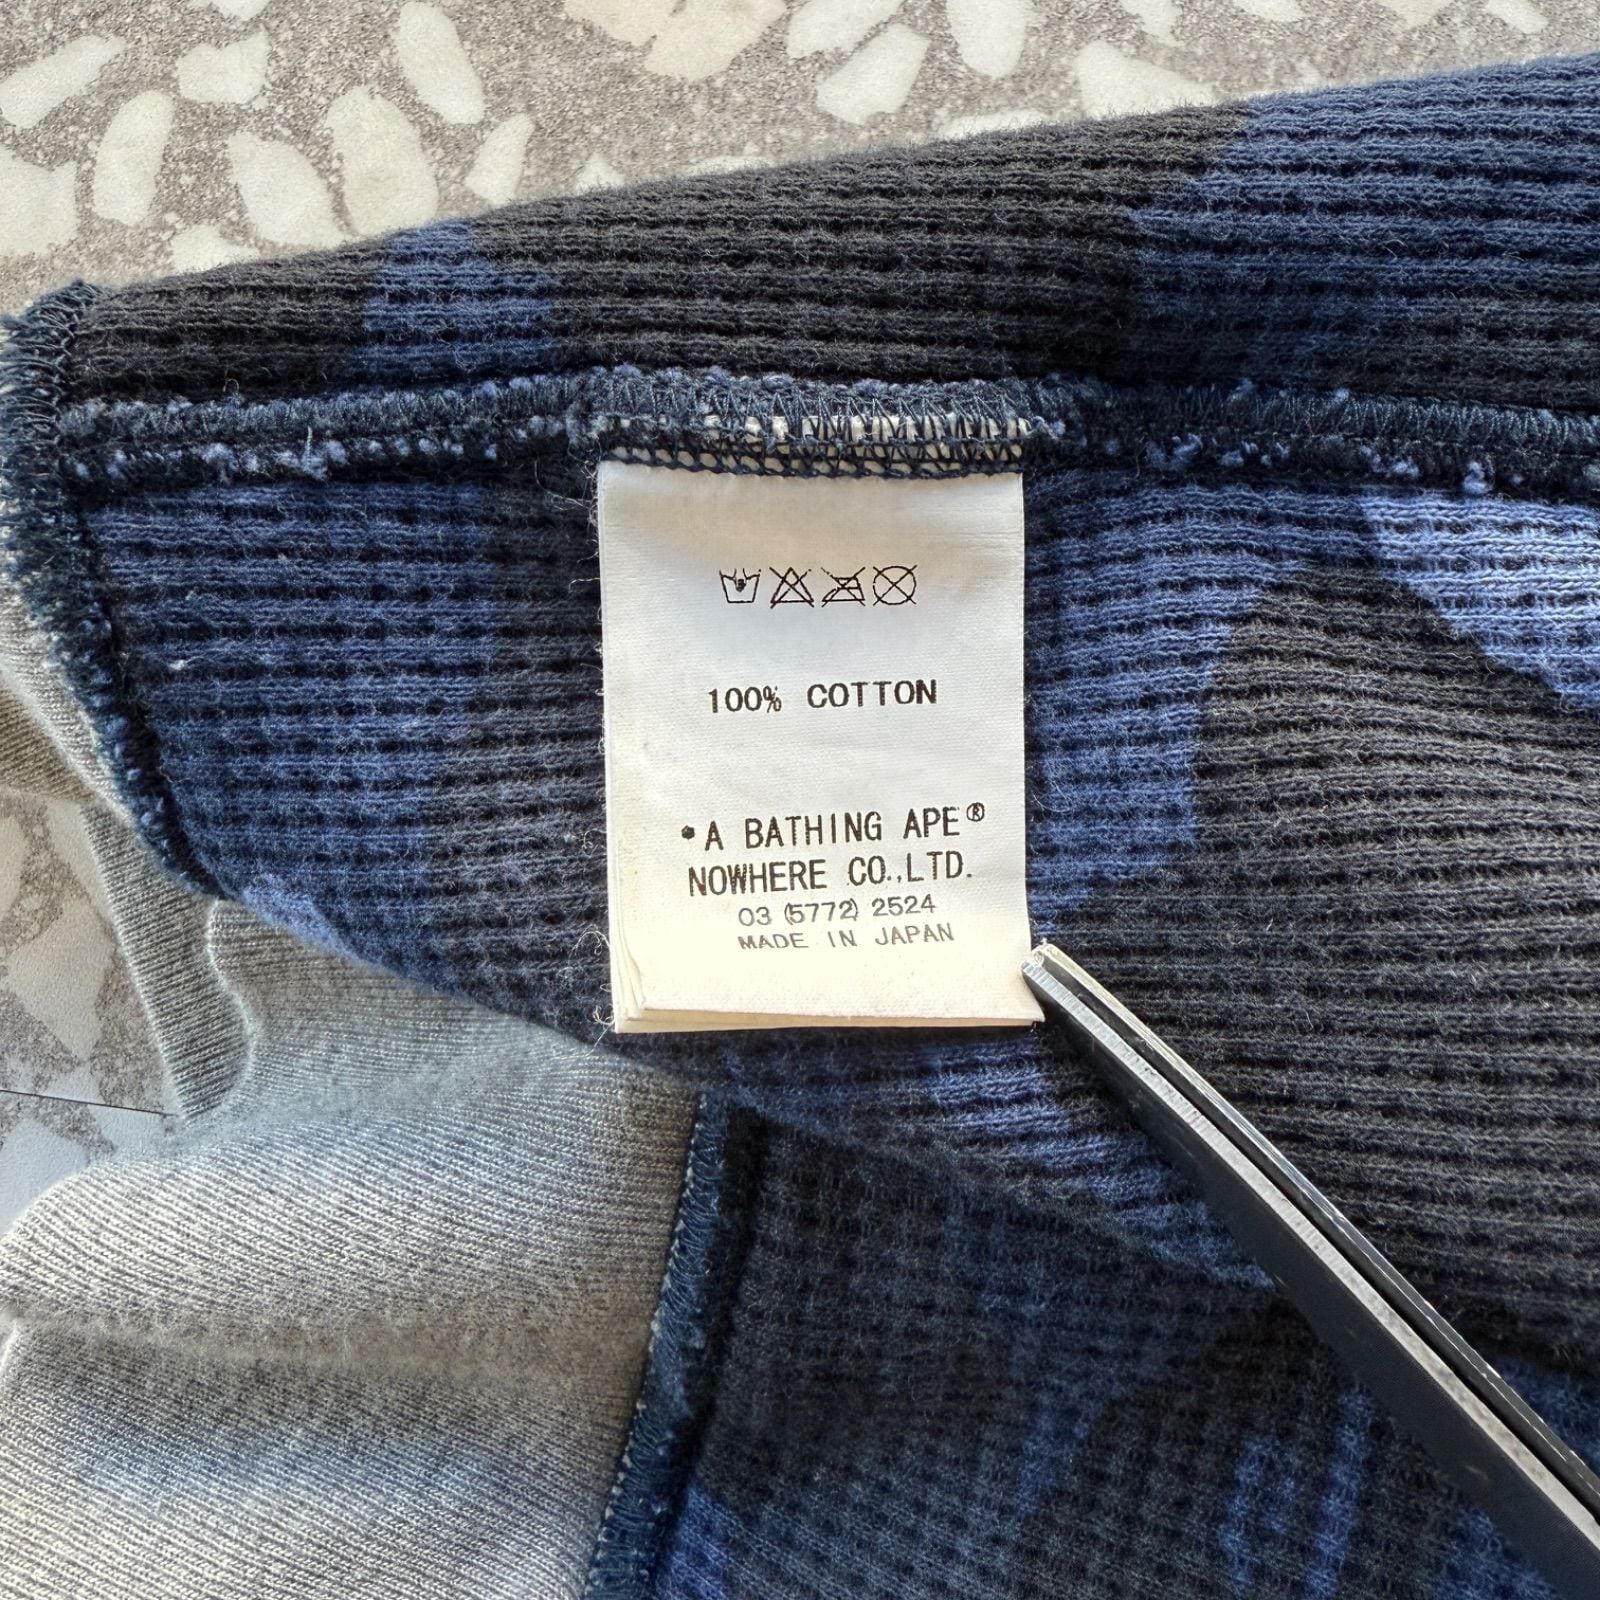 100% COTTON
•A BATHING APE®
NOWHERE CO.,LTD.
03 (5772) 2524
MADE IN JAPAN